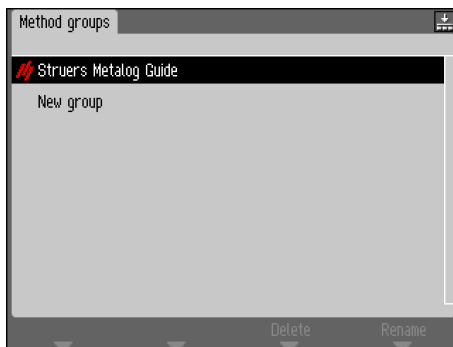 Method groups
Struers Metalog Guide
New group
Delete
Rename